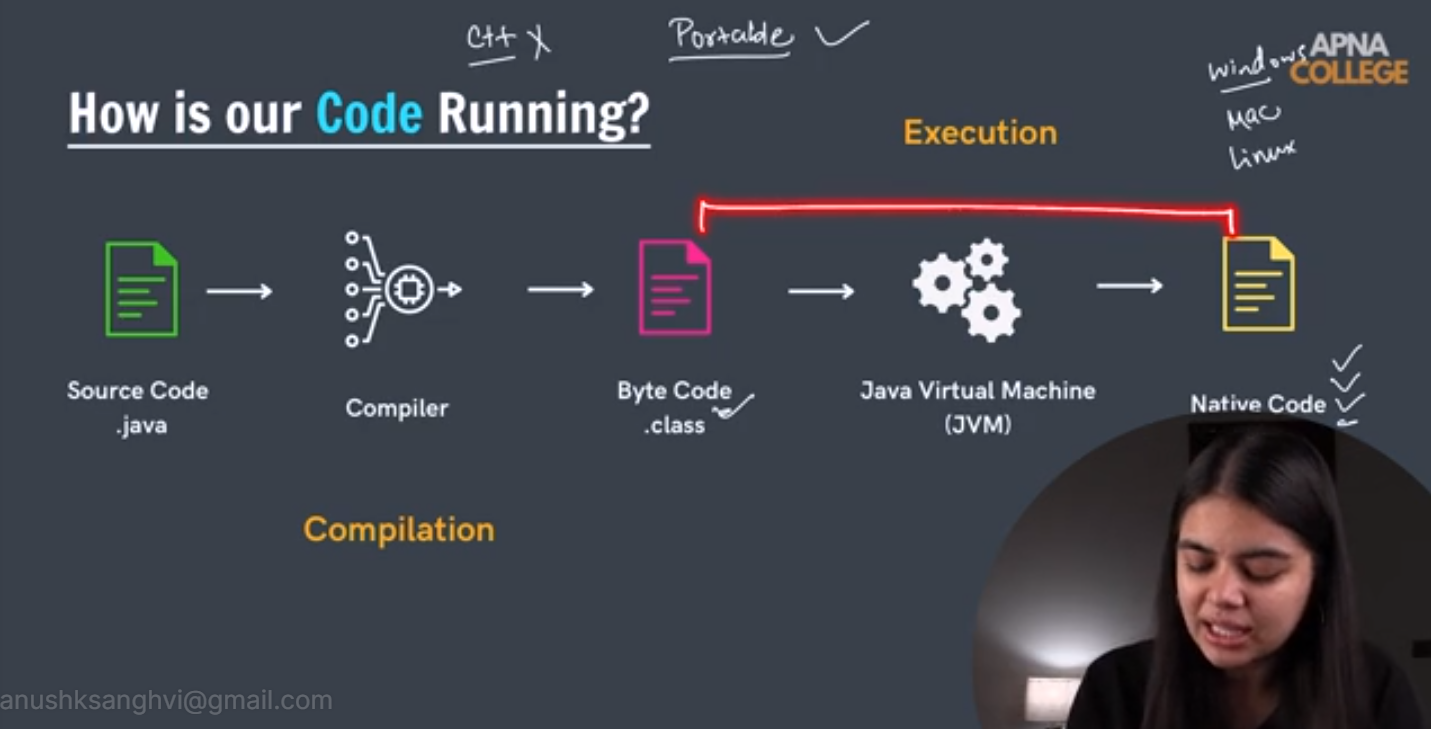 C++ X
Portable
APNA
COLLEGE
Windows
Mac
Linux
How is our Code Running?
Execution
Source Code
.java
Compiler
Byte Code
.class
Java Virtual Machine
(JVM)
Native Code
Compilation
anushksanghvi@gmail.com